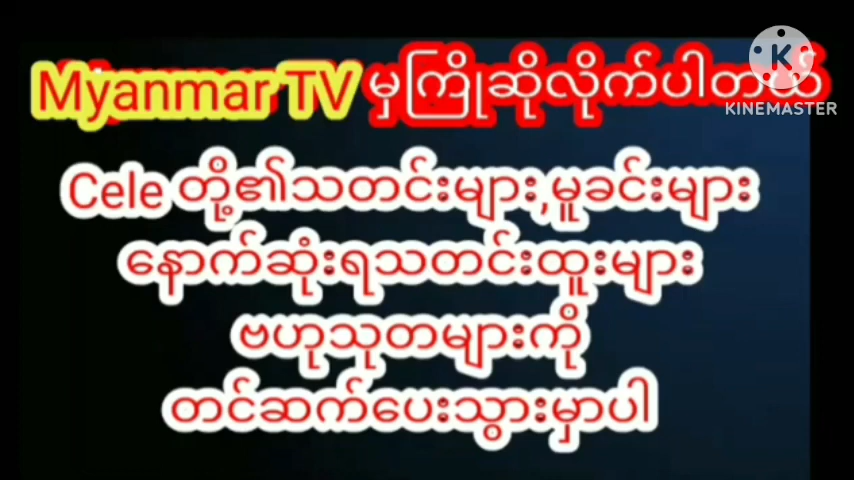 Myanmar TV မှကြိုဆိုလိုက်ပါတယ်
KINEMASTER
Cele တို့၏သတင်းများ,မူခင်းများ
နောက်ဆုံးရသတင်းထူးများ
ဗဟုသုတများကို
တင်ဆက်ပေးသွားမှာပါ